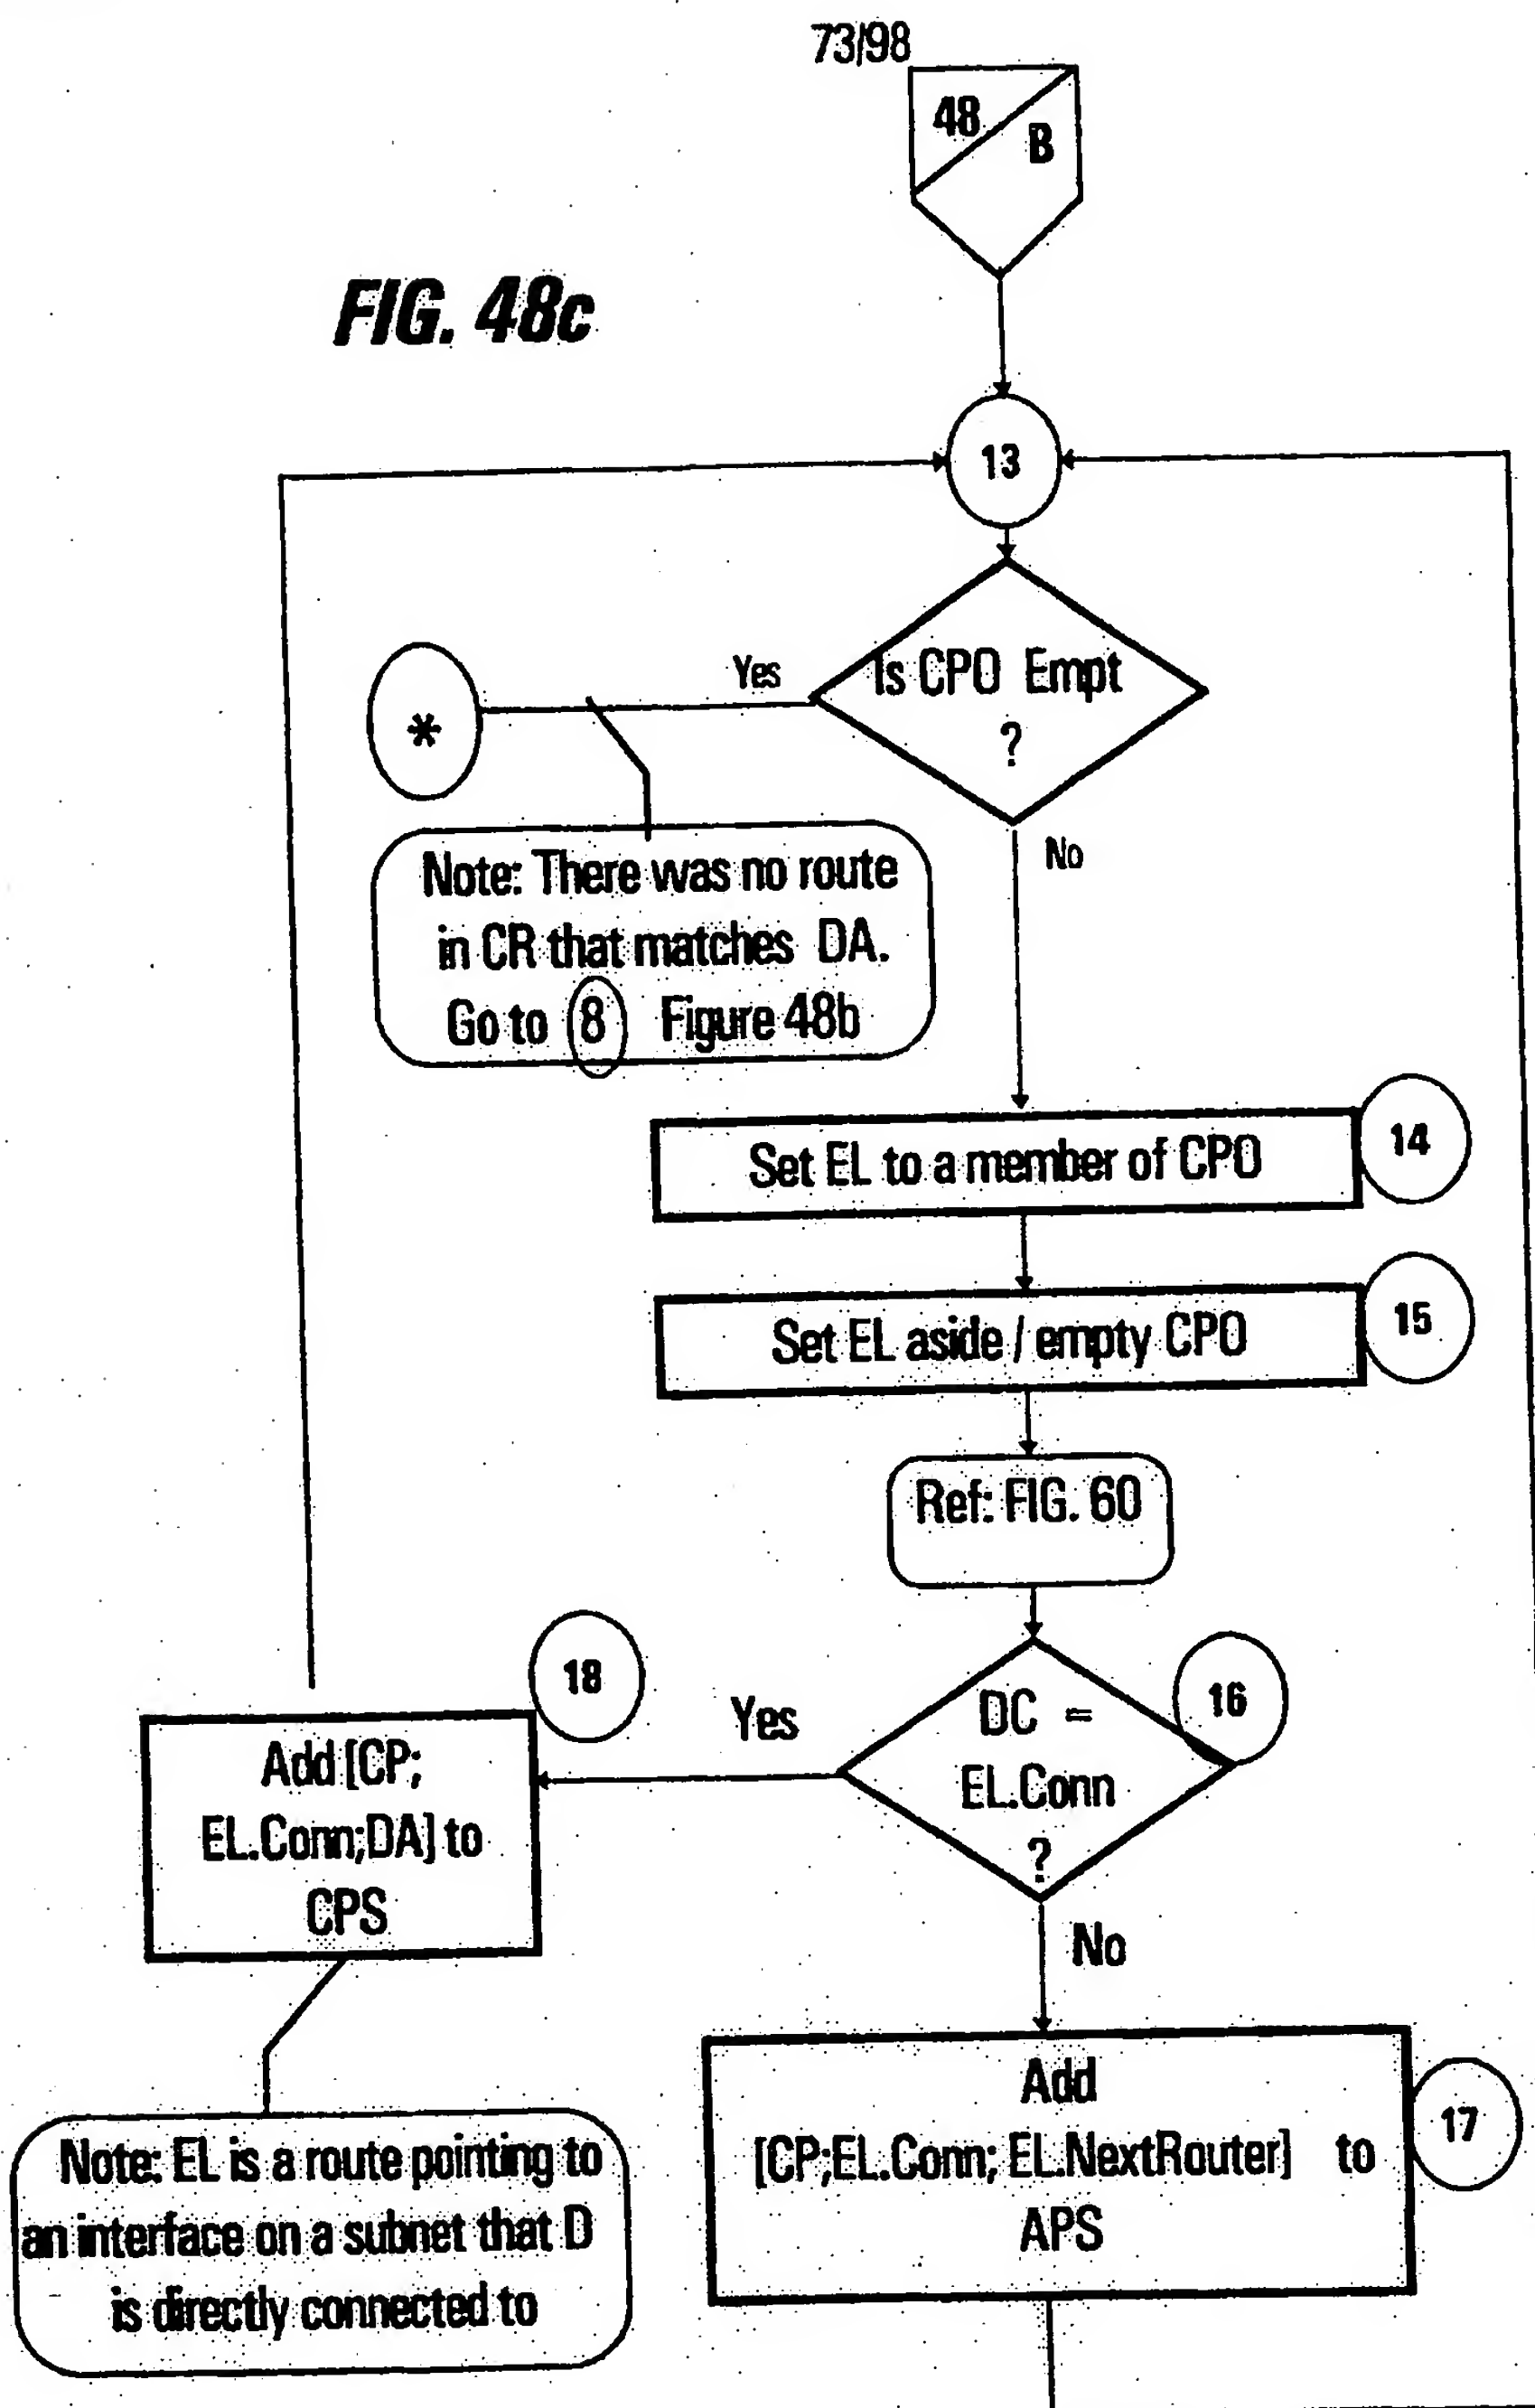 73/98
48
B
FIG. 48c
13
Is CPO Empt
?
Yes
*
No
Note: There was no route
in CR that matches DA.
Go to 8 Figure 48b
Set EL to a member of CPO
14
Set EL aside / empty CPO
15
Ref: FIG. 60
DC =
EL.Conn
?
16
Yes
18
Add [CP;
EL.Conn;DA] to
CPS
No
Note: EL is a route pointing to
an interface on a subnet that D
is directly connected to
Add
[CP;EL.Conn; EL.NextRouter] to
APS
17